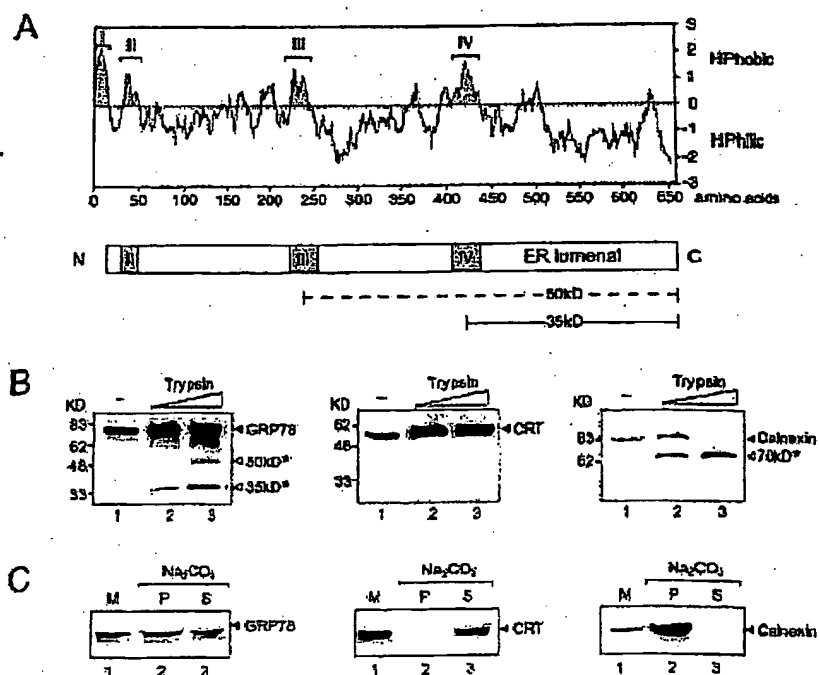 A
I
II
III
IV
3
2
1
0
-1
-2
-3
HPhobic
HPhilic
0 50 100 150 200 250 300 350 400 450 500 550 600 650 amino acids
N II III IV ER lumenal C
50kD
35kD
B
- Trypsin
KD
83
62
48
33
GRP78
50kD*
35kD*
1 2 3
- Trypsin
KD
62
48
33
CRT
1 2 3
- Trypsin
KD
83
62
Calnexin
70kD*
1 2 3
C
Na₂CO₃
M P S
GRP78
1 2 3
Na₂CO₃
M P S
CRT
1 2 3
Na₂CO₃
M P S
Calnexin
1 2 3